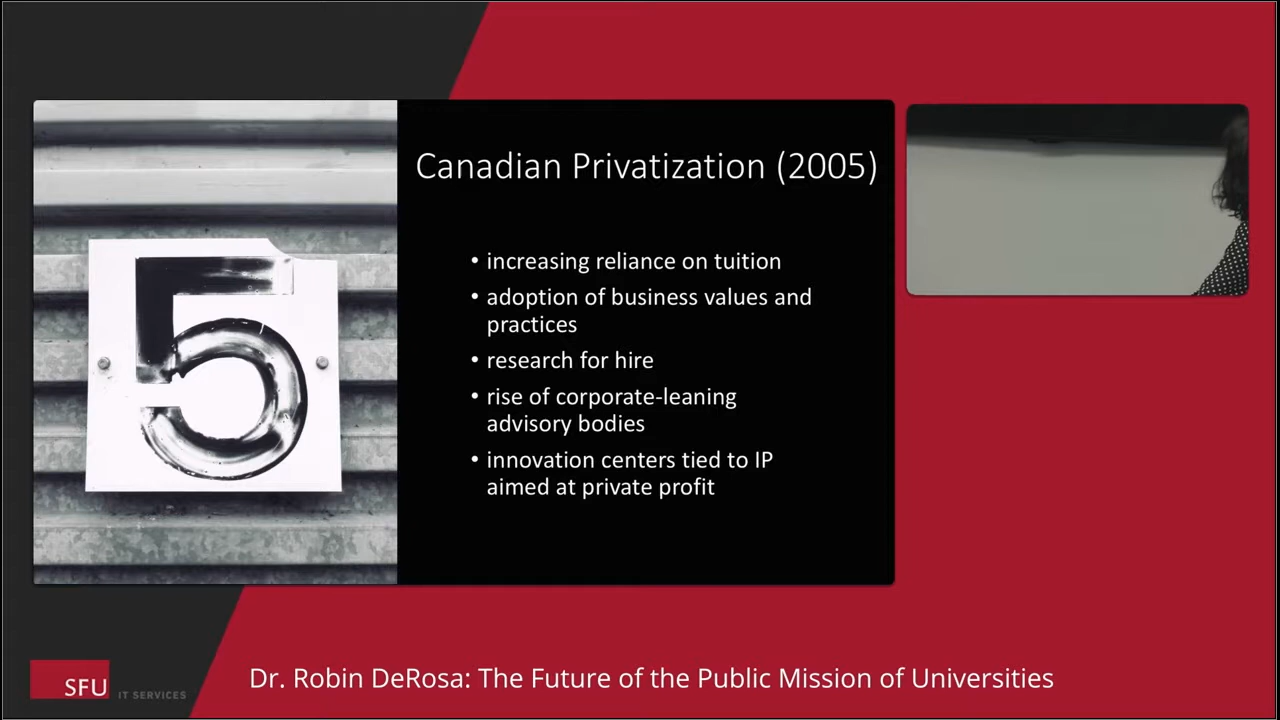 5
Canadian Privatization (2005)
• increasing reliance on tuition
• adoption of business values and
practices
• research for hire
• rise of corporate-leaning
advisory bodies
• innovation centers tied to IP
aimed at private profit
SFU IT SERVICES
Dr. Robin DeRosa: The Future of the Public Mission of Universities